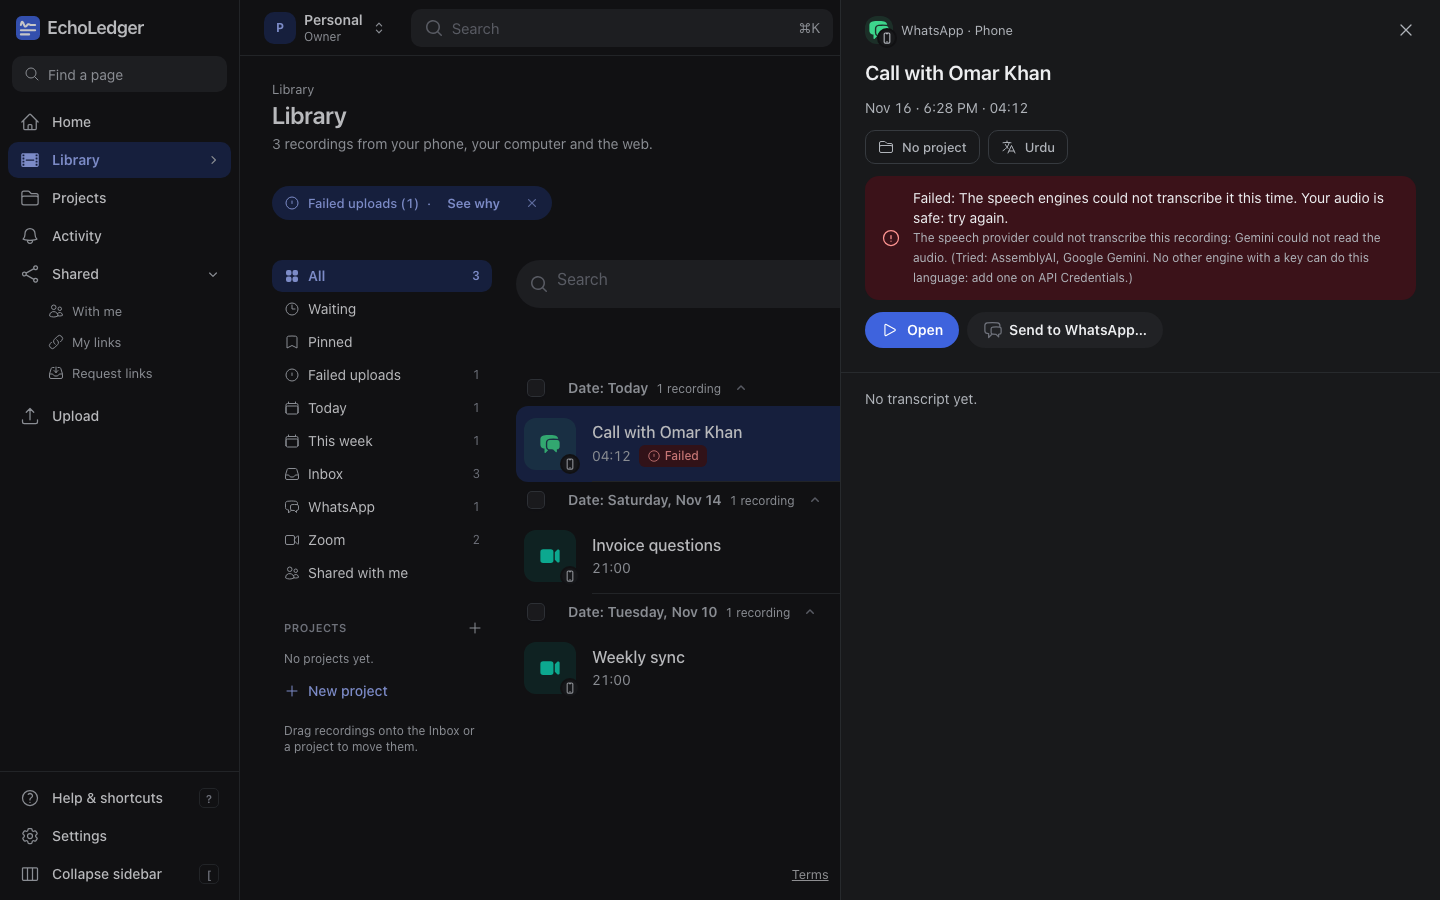 EchoLedger
Find a page
Home
Library
Projects
Activity
Shared
With me
My links
Request links
Upload
Help & shortcuts ?
Settings
Collapse sidebar [
P
Personal
Owner
Search ⌘K
Library
Library
3 recordings from your phone, your computer and the web.
Failed uploads (1) · See why
All 3
Waiting
Pinned
Failed uploads 1
Today 1
This week 1
Inbox 3
WhatsApp 1
Zoom 2
Shared with me
PROJECTS
No projects yet.
New project
Drag recordings onto the Inbox or
a project to move them.
Search
Date: Today 1 recording
Call with Omar Khan
04:12 Failed
Date: Saturday, Nov 14 1 recording
Invoice questions
21:00
Date: Tuesday, Nov 10 1 recording
Weekly sync
21:00
Terms
WhatsApp · Phone
Call with Omar Khan
Nov 16 · 6:28 PM · 04:12
No project
Urdu
Failed: The speech engines could not transcribe it this time. Your audio is
safe: try again.
The speech provider could not transcribe this recording: Gemini could not read the
audio. (Tried: AssemblyAI, Google Gemini. No other engine with a key can do this
language: add one on API Credentials.)
Open
Send to WhatsApp...
No transcript yet.